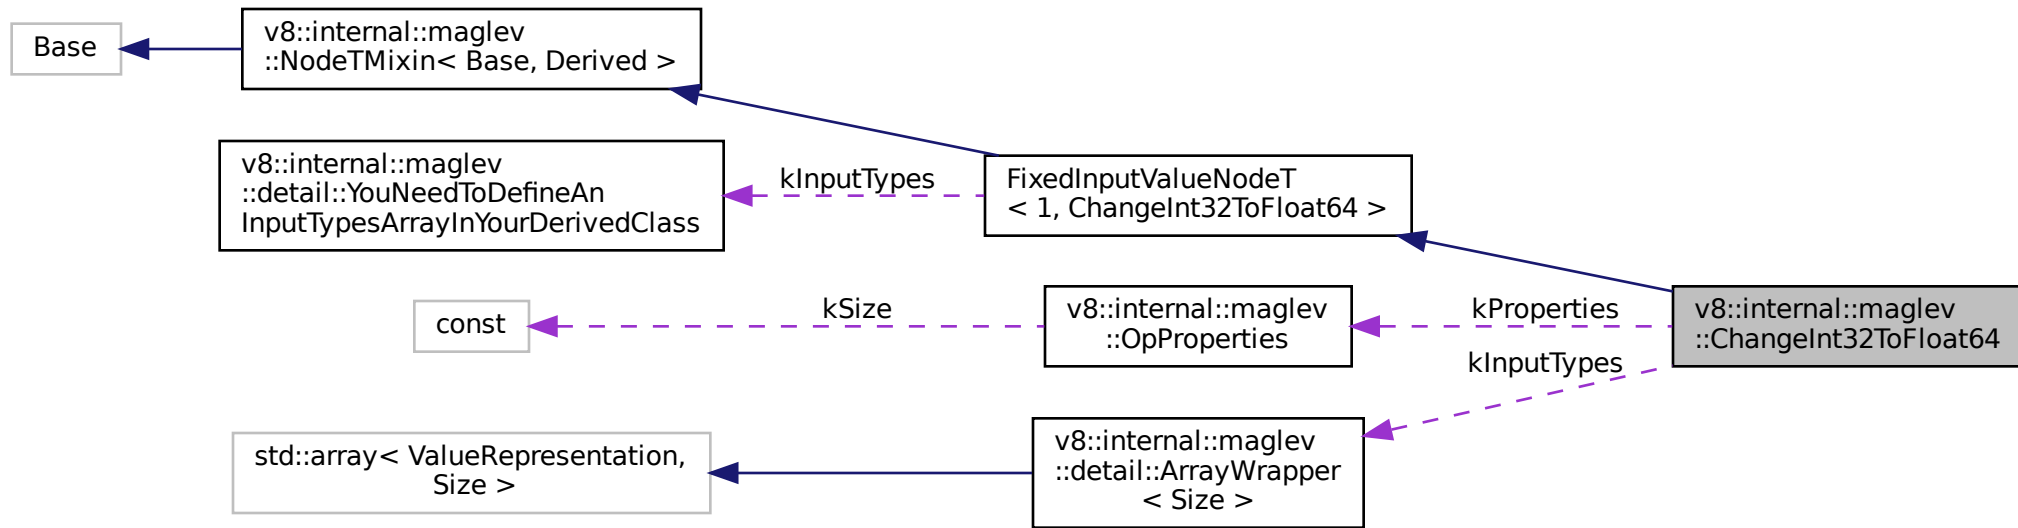 Base
v8::internal::maglev
::NodeTMixin< Base, Derived >
v8::internal::maglev
::detail::YouNeedToDefineAn
InputTypesArrayInYourDerivedClass
kInputTypes
FixedInputValueNodeT
< 1, ChangeInt32ToFloat64 >
const
kSize
v8::internal::maglev
::OpProperties
kProperties
kInputTypes
v8::internal::maglev
::ChangeInt32ToFloat64
std::array< ValueRepresentation,
Size >
v8::internal::maglev
::detail::ArrayWrapper
< Size >